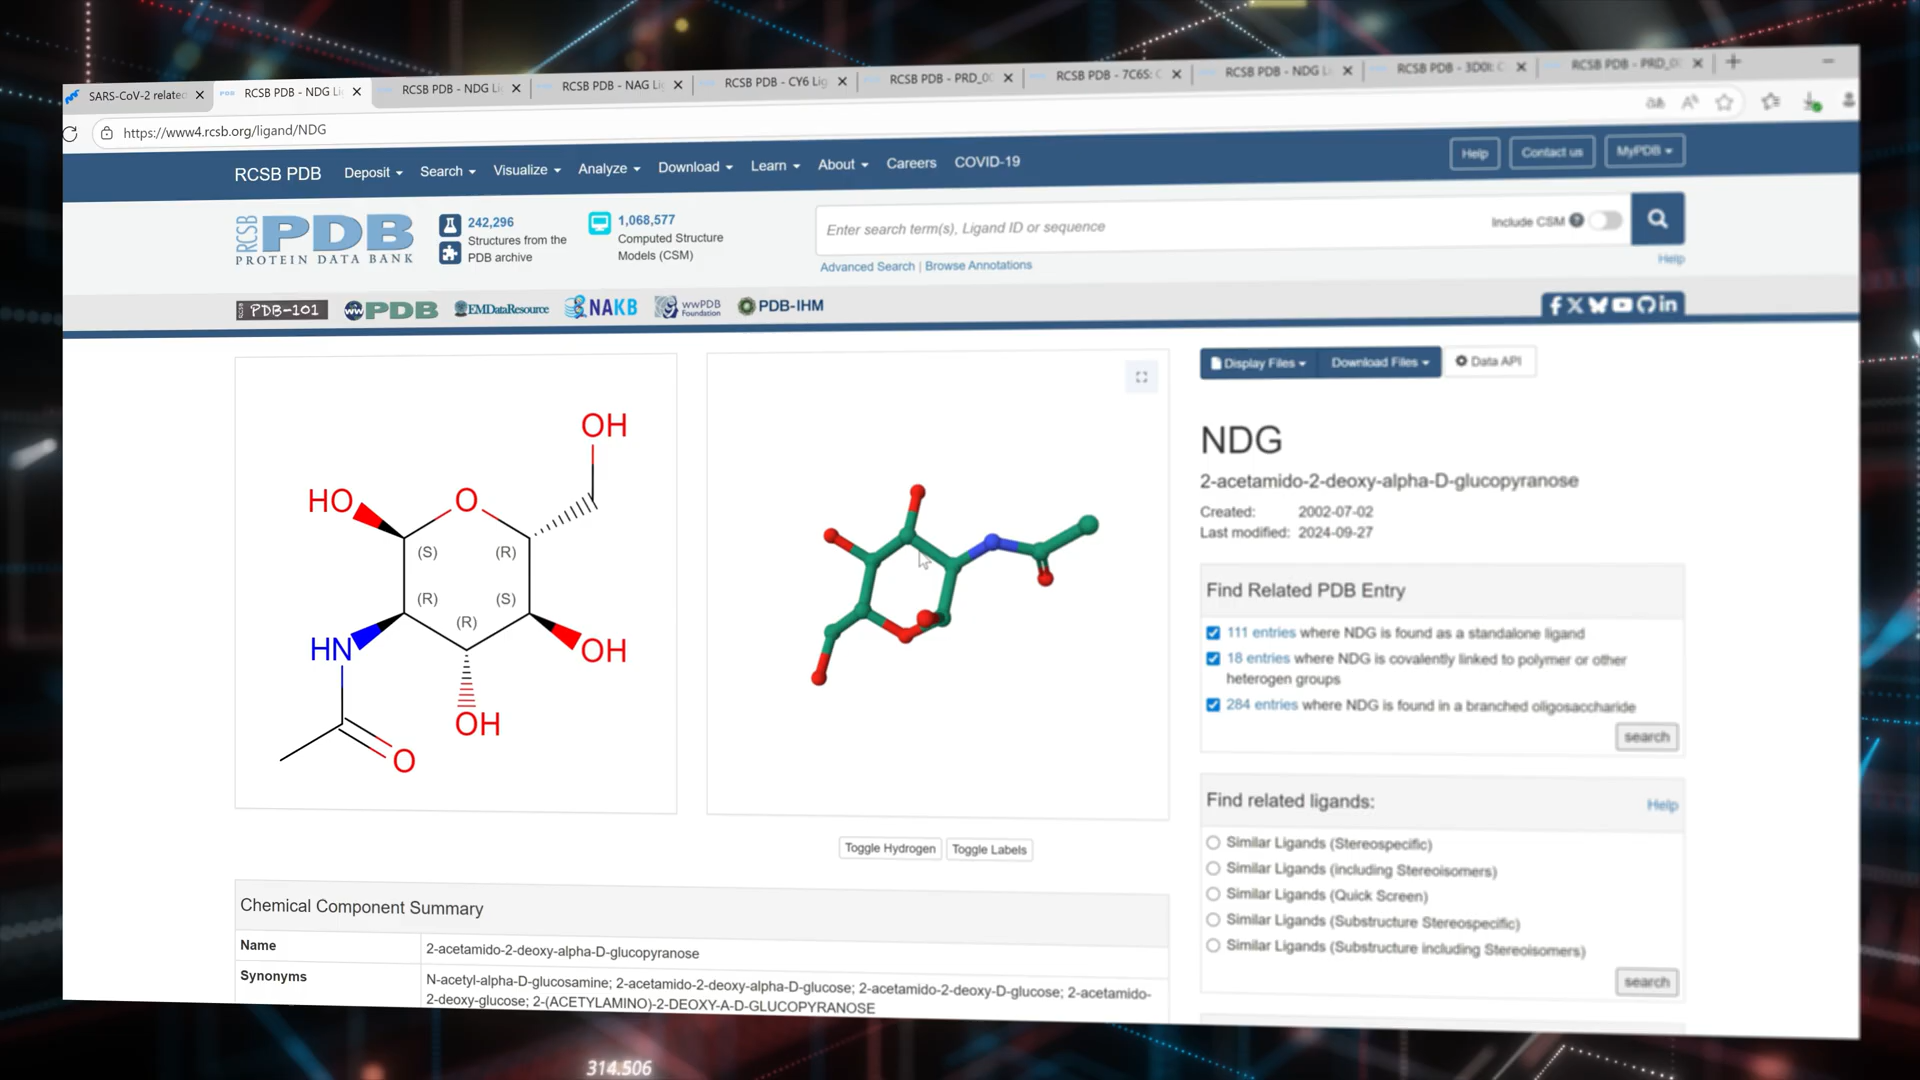 SARS-CoV-2 related
RCSB PDB - NDG Li
RCSB PDB - NDG Li
RCSB PDB - NAG Li
RCSB PDB - CY6 Lig
RCSB PDB - PRD_0
RCSB PDB - 7C6S: C
RCSB PDB - NDG Li
RCSB PDB - 3D0I: C
RCSB PDB - PRD_0
https://www4.rcsb.org/ligand/NDG
RCSB PDB Deposit Search Visualize Analyze Download Learn About Careers COVID-19
Help Contact us MyPDB
RCSB PDB
PROTEIN DATA BANK
242,296
Structures from the
PDB archive
1,068,577
Computed Structure
Models (CSM)
Enter search term(s), Ligand ID or sequence
Include CSM
Advanced Search | Browse Annotations
Help
PDB-101
WW PDB
EMDataResource
NAKB
wwPDB
Foundation
PDB-IHM
OH
HO
O
(S)
(R)
(R)
(S)
(R)
HN
OH
OH
O
Toggle Hydrogen
Toggle Labels
Display Files
Download Files
Data API
NDG
2-acetamido-2-deoxy-alpha-D-glucopyranose
Created: 2002-07-02
Last modified: 2024-09-27
Find Related PDB Entry
111 entries where NDG is found as a standalone ligand
18 entries where NDG is covalently linked to polymer or other
heterogen groups
284 entries where NDG is found in a branched oligosaccharide
search
Find related ligands:
Help
Similar Ligands (Stereospecific)
Similar Ligands (including Stereoisomers)
Similar Ligands (Quick Screen)
Similar Ligands (Substructure Stereospecific)
Similar Ligands (Substructure including Stereoisomers)
search
Chemical Component Summary
Name
2-acetamido-2-deoxy-alpha-D-glucopyranose
Synonyms
N-acetyl-alpha-D-glucosamine; 2-acetamido-2-deoxy-alpha-D-glucose; 2-acetamido-2-deoxy-D-glucose; 2-acetamido-
2-deoxy-glucose; 2-(ACETYLAMINO)-2-DEOXY-A-D-GLUCOPYRANOSE
314.506